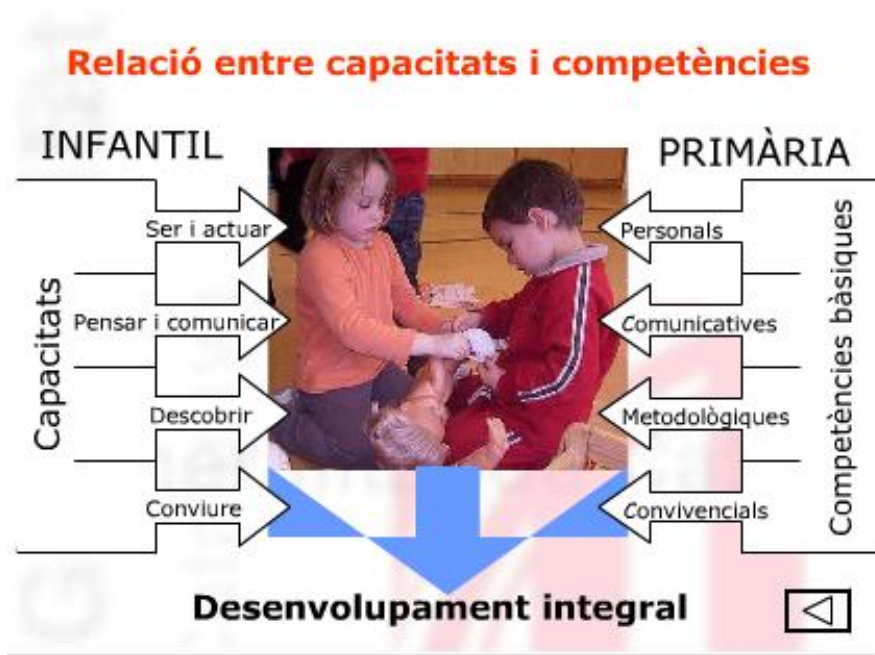 Relació entre capacitats i competències
INFANTIL
PRIMÀRIA
Capacitats
Ser i actuar
Pensar i comunicar
Descobrir
Conviure
Personals
Comunicatives
Metodològiques
Convivencials
Competències bàsiques
Desenvolupament integral